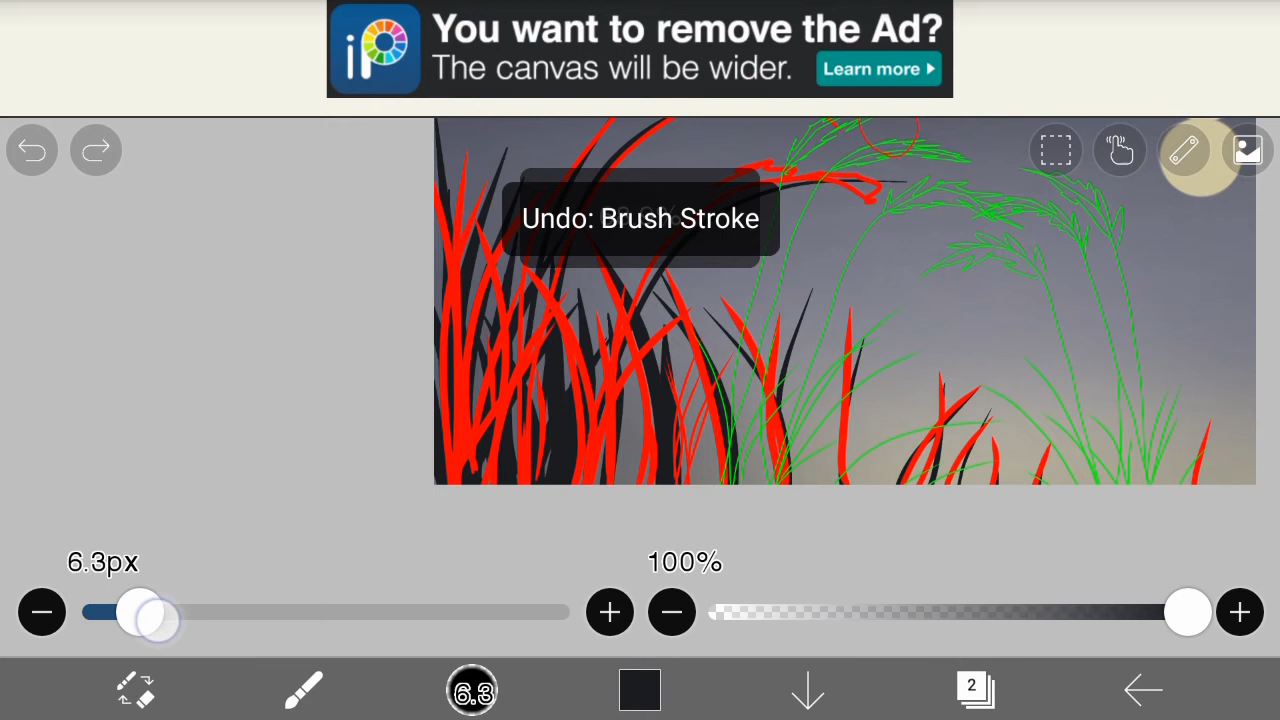 iP
You want to remove the Ad?
The canvas will be wider.
Learn more
Undo: Brush Stroke
6.3px
100%
6.3
2